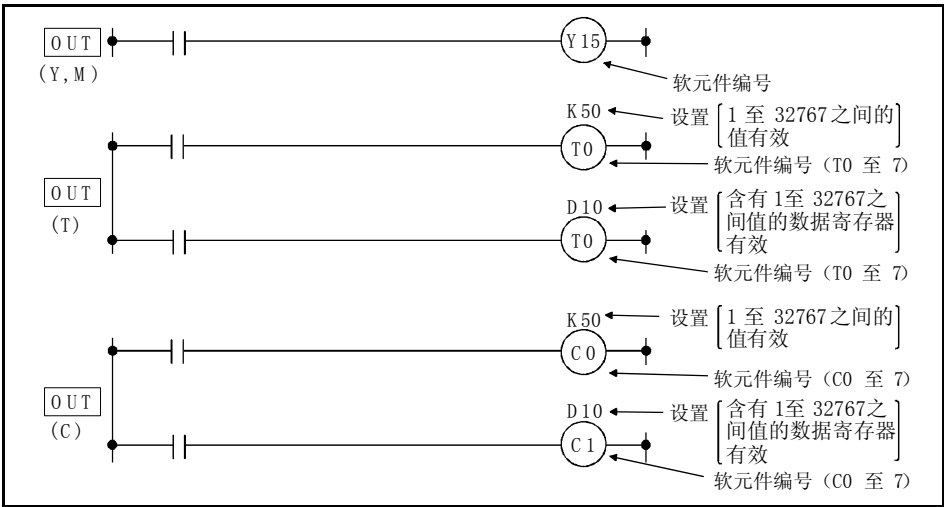 OUT
(Y,M)
Y15
软元件编号
K50
设置
1 至 32767之间的
值有效
T0
软元件编号（T0 至 7）
OUT
(T)
D10
设置
含有 1至 32767之
间值的数据寄存器
有效
T0
软元件编号（T0 至 7）
K50
设置
1 至 32767之间的
值有效
C0
软元件编号（C0 至 7）
OUT
(C)
D10
设置
含有 1至 32767之
间值的数据寄存器
有效
C1
软元件编号（C0 至 7）